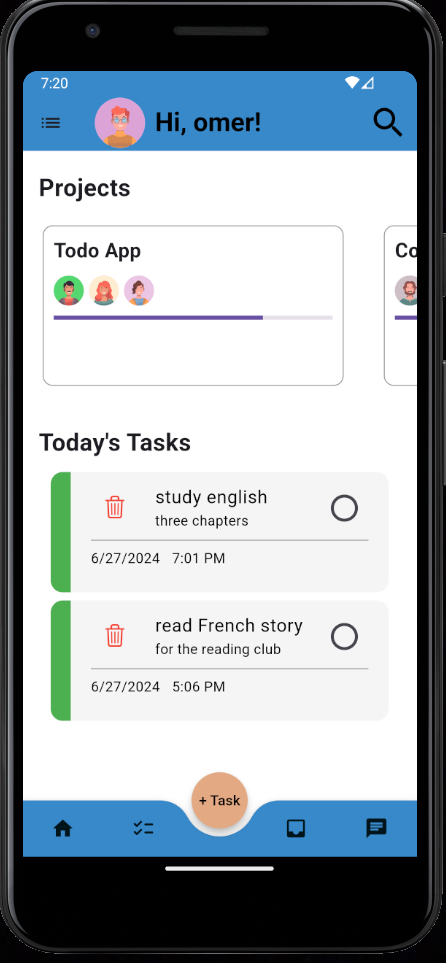 7:20
Hi, omer!
Projects
Todo App
Co
Today's Tasks
study english
three chapters
6/27/2024 7:01 PM
read French story
for the reading club
6/27/2024 5:06 PM
+ Task